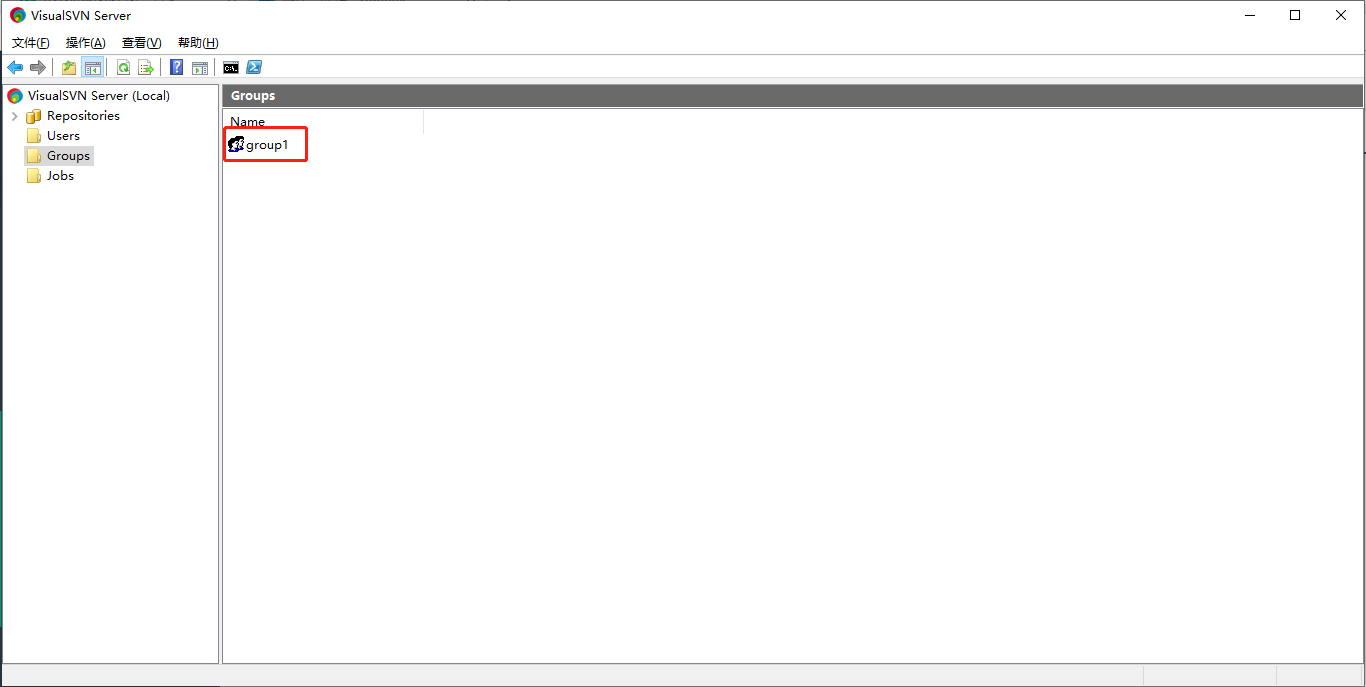 VisualSVN Server
文件(F) 操作(A) 查看(V) 帮助(H)
VisualSVN Server (Local)
Repositories
Users
Groups
Jobs
Groups
Name
group1